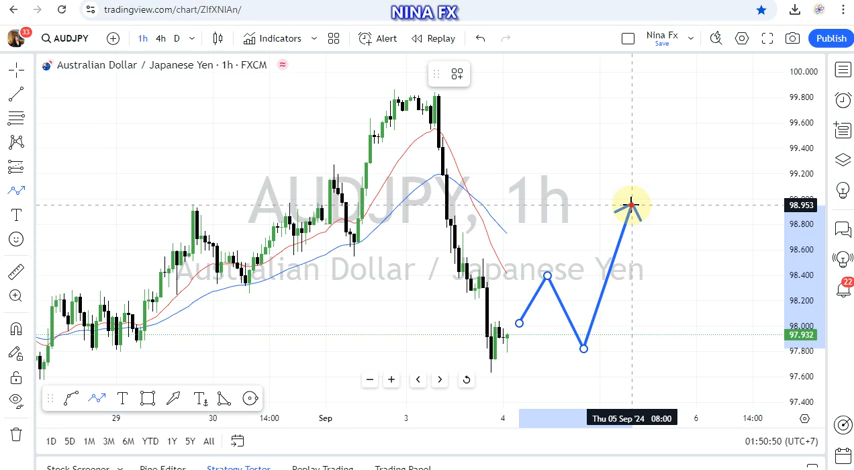 NINA FX
tradingview.com/chart/ZlfXNIAn/
33
AUDJPY
1h 4h D
Indicators
Alert
Replay
Nina Fx
Save
Publish
Australian Dollar / Japanese Yen · 1h · FXCM
100.000
99.800
99.600
99.400
99.200
98.953
98.800
98.600
98.400
98.200
98.000
97.932
97.800
97.600
97.400
AUDJPY, 1h
Australian Dollar / Japanese Yen
22
29
30
14:00
Sep
3
4
Thu 05 Sep '24 08:00
6
14:00
1D 5D 1M 3M 6M YTD 1Y 5Y All
01:50:50 (UTC+7)
Stock Screener
Pine Editor
Strategy Tester
Replay Trading
Trading Panel